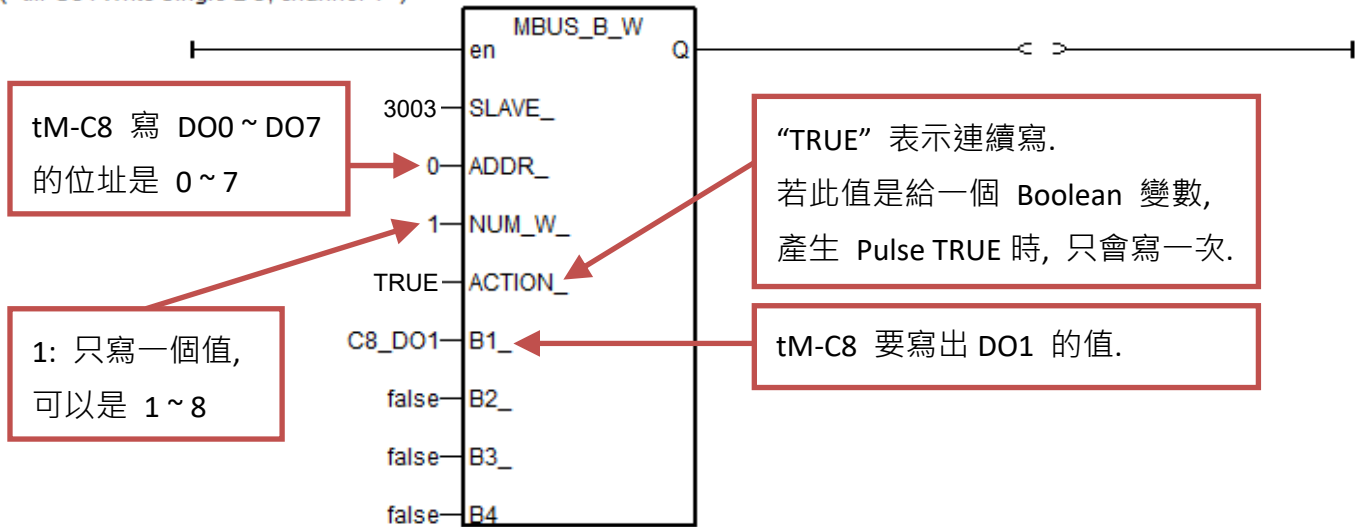 MBUS_B_W
en Q
3003 SLAVE_
0 ADDR_
1 NUM_W_
TRUE ACTION_
C8_DO1 B1_
false B2_
false B3_
false B4
tM-C8 寫 DO0 ~ DO7
的位址是 0 ~ 7
1: 只寫一個值,
可以是 1 ~ 8
“TRUE” 表示連續寫.
若此值是給一個 Boolean 變數,
產生 Pulse TRUE 時, 只會寫一次.
tM-C8 要寫出 DO1 的值.